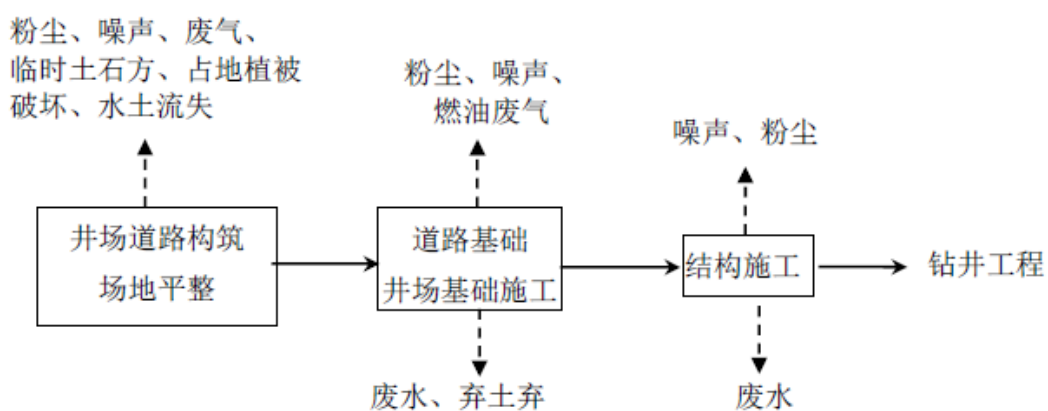 粉尘、噪声、废气、
临时土石方、占地植被
破坏、水土流失
粉尘、噪声、
燃油废气
噪声、粉尘
井场道路构筑
场地平整
道路基础
井场基础施工
结构施工
钻井工程
废水、弃土弃
废水